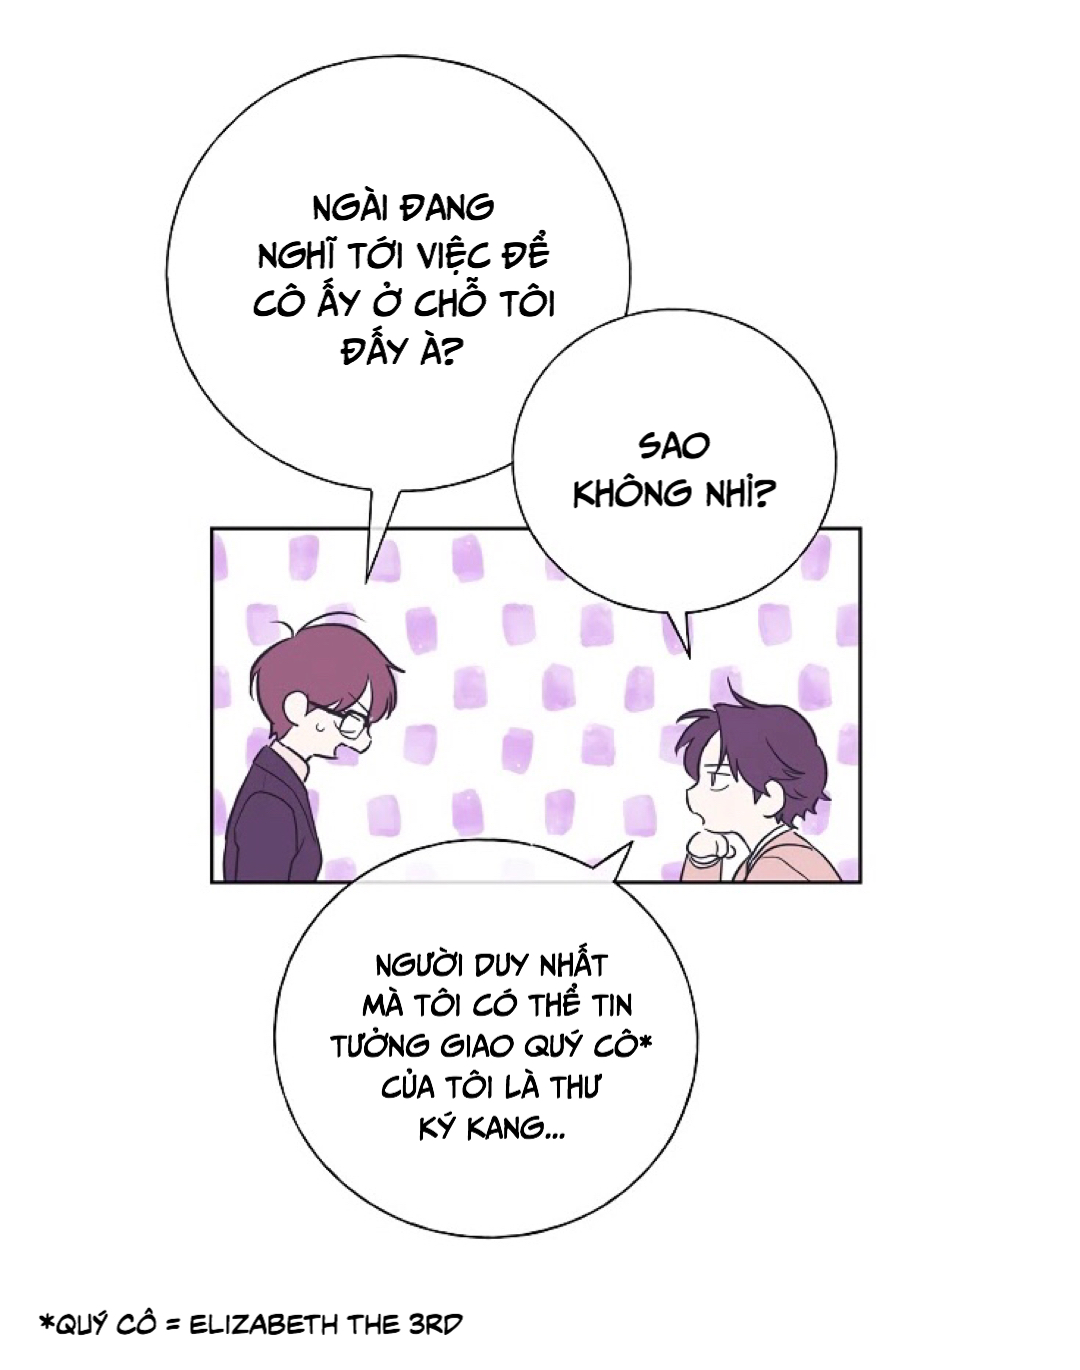 NGÀI ĐANG
NGHĨ TỚI VIỆC ĐỂ
CÔ ẤY Ở CHỖ TÔI
ĐẤY À?
SAO
KHÔNG NHỈ?
NGƯỜI DUY NHẤT
MÀ TÔI CÓ THỂ TIN
TƯỞNG GIAO QUÝ CÔ*
CỦA TÔI LÀ THƯ
KÝ KANG...
*QUÝ CÔ = ELIZABETH THE 3RD